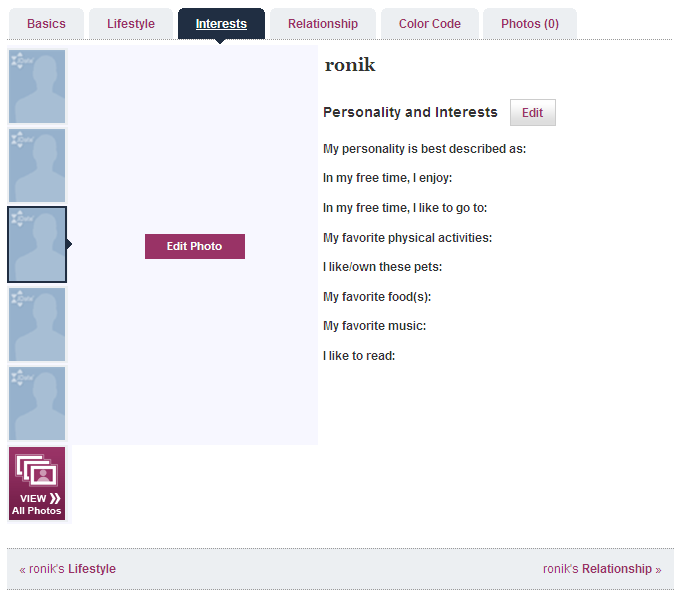 Basics Lifestyle Interests Relationship Color Code Photos (0)
ronik
Personality and Interests Edit
My personality is best described as:
In my free time, I enjoy:
In my free time, I like to go to:
Edit Photo
My favorite physical activities:
I like/own these pets:
My favorite food(s):
My favorite music:
I like to read:
VIEW »
All Photos
« ronik's Lifestyle
ronik's Relationship »